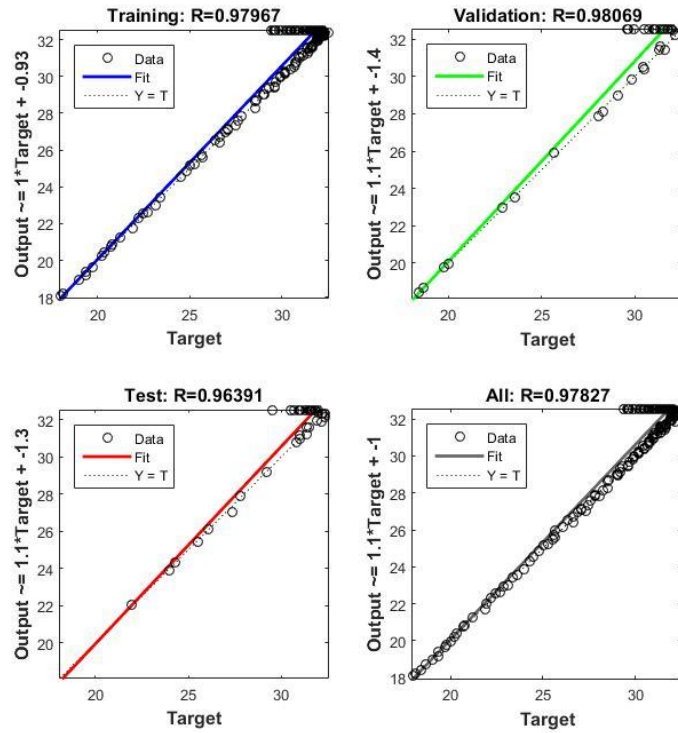 Training: R=0.97967
Output ~= 1*Target + -0.93
32
30
28
26
24
22
20
18
Data
Fit
Y = T
20
25
30
Target
Validation: R=0.98069
Output ~= 1.1*Target + -1.4
32
30
28
26
24
22
20
Data
Fit
Y = T
20
25
30
Target
Test: R=0.96391
Output ~= 1.1*Target + -1.3
32
30
28
26
24
22
20
Data
Fit
Y = T
20
25
30
Target
All: R=0.97827
Output ~= 1.1*Target + -1
32
30
28
26
24
22
20
18
Data
Fit
Y = T
20
25
30
Target